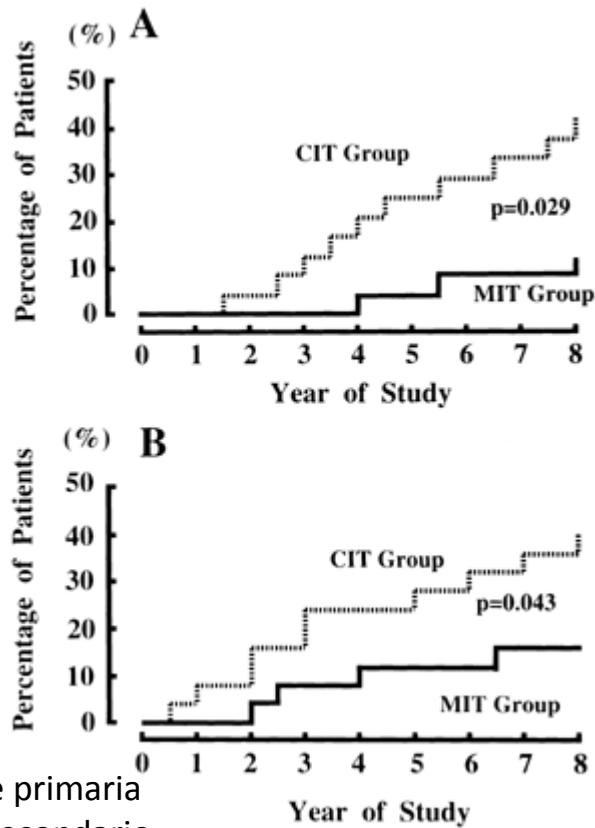 (%) A
Percentage of Patients
50
40
30
20
10
0
CIT Group
p=0.029
MIT Group
0 1 2 3 4 5 6 7 8
Year of Study
(%) B
Percentage of Patients
50
40
30
20
10
0
CIT Group
p=0.043
MIT Group
0 1 2 3 4 5 6 7 8
primaria
Year of Study